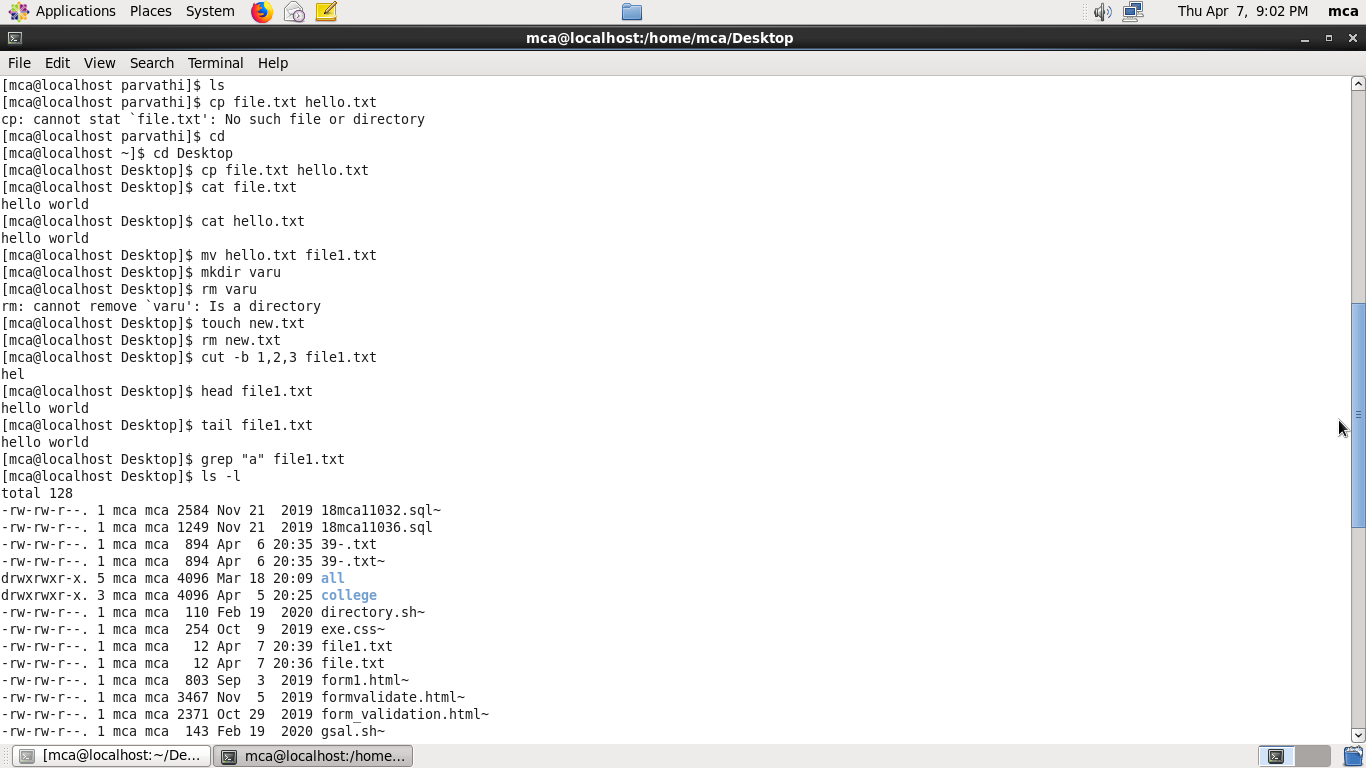 Applications Places System Thu Apr 7, 9:02 PM mca
mca@localhost:/home/mca/Desktop
File Edit View Search Terminal Help
[mca@localhost parvathi]$ ls
[mca@localhost parvathi]$ cp file.txt hello.txt
cp: cannot stat `file.txt': No such file or directory
[mca@localhost parvathi]$ cd
[mca@localhost ~]$ cd Desktop
[mca@localhost Desktop]$ cp file.txt hello.txt
[mca@localhost Desktop]$ cat file.txt
hello world
[mca@localhost Desktop]$ cat hello.txt
hello world
[mca@localhost Desktop]$ mv hello.txt file1.txt
[mca@localhost Desktop]$ mkdir varu
[mca@localhost Desktop]$ rm varu
rm: cannot remove `varu': Is a directory
[mca@localhost Desktop]$ touch new.txt
[mca@localhost Desktop]$ rm new.txt
[mca@localhost Desktop]$ cut -b 1,2,3 file1.txt
hel
[mca@localhost Desktop]$ head file1.txt
hello world
[mca@localhost Desktop]$ tail file1.txt
hello world
[mca@localhost Desktop]$ grep "a" file1.txt
[mca@localhost Desktop]$ ls -l
total 128
-rw-rw-r--. 1 mca mca 2584 Nov 21  2019 18mca11032.sql~
-rw-rw-r--. 1 mca mca 1249 Nov 21  2019 18mca11036.sql
-rw-rw-r--. 1 mca mca  894 Apr  6 20:35 39-.txt
-rw-rw-r--. 1 mca mca  894 Apr  6 20:35 39-.txt~
drwxrwxr-x. 5 mca mca 4096 Mar 18 20:09 all
drwxrwxr-x. 3 mca mca 4096 Apr  5 20:25 college
-rw-rw-r--. 1 mca mca  110 Feb 19  2020 directory.sh~
-rw-rw-r--. 1 mca mca  254 Oct  9  2019 exe.css~
-rw-rw-r--. 1 mca mca   12 Apr  7 20:39 file1.txt
-rw-rw-r--. 1 mca mca   12 Apr  7 20:36 file.txt
-rw-rw-r--. 1 mca mca  803 Sep  3  2019 form1.html~
-rw-rw-r--. 1 mca mca 3467 Nov  5  2019 formvalidate.html~
-rw-rw-r--. 1 mca mca 2371 Oct 29  2019 form_validation.html~
-rw-rw-r--. 1 mca mca  143 Feb 19  2020 gsal.sh~
[mca@localhost:~/De... mca@localhost:/home...